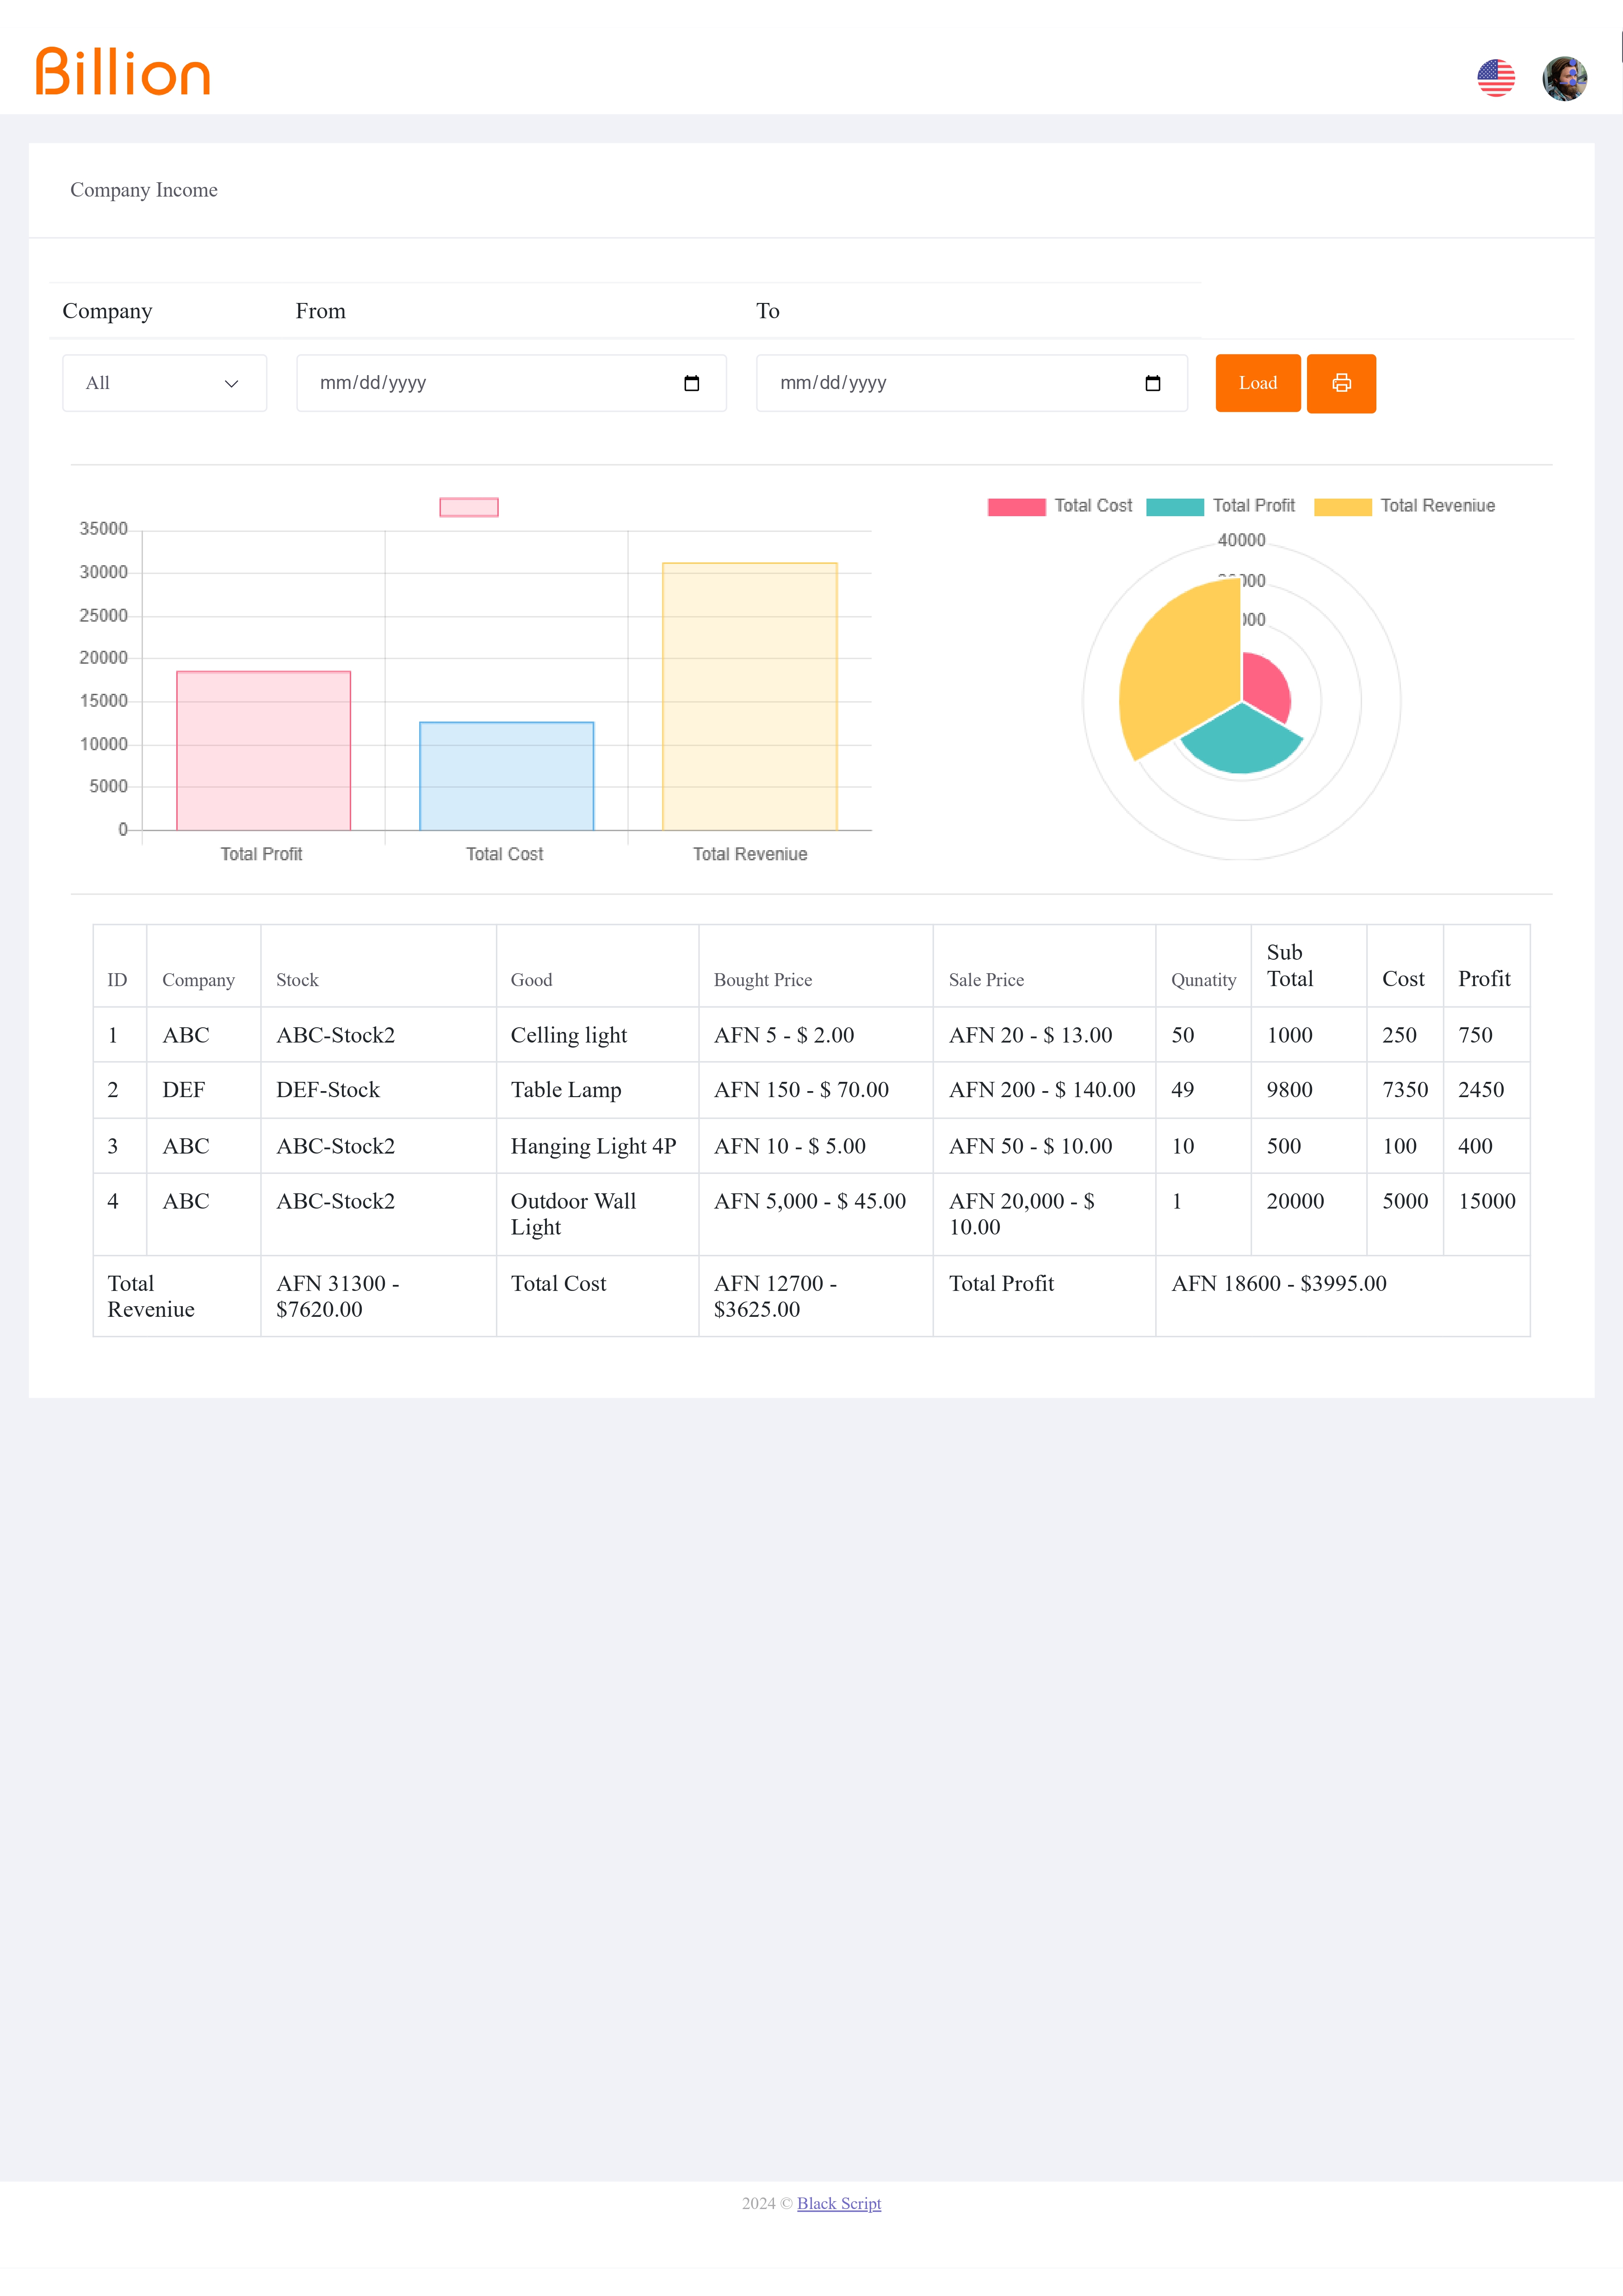 Billion
Company Income
Company From To
All mm/dd/yyyy mm/dd/yyyy Load
35000
30000
25000
20000
15000
10000
5000
0
Total Profit Total Cost Total Reveniue
Total Cost Total Profit Total Reveniue
40000
ID Company Stock Good Bought Price Sale Price Qunatity Sub Total Cost Profit
1 ABC ABC-Stock2 Celling light AFN 5 - $ 2.00 AFN 20 - $ 13.00 50 1000 250 750
2 DEF DEF-Stock Table Lamp AFN 150 - $ 70.00 AFN 200 - $ 140.00 49 9800 7350 2450
3 ABC ABC-Stock2 Hanging Light 4P AFN 10 - $ 5.00 AFN 50 - $ 10.00 10 500 100 400
4 ABC ABC-Stock2 Outdoor Wall Light AFN 5,000 - $ 45.00 AFN 20,000 - $ 10.00 1 20000 5000 15000
Total Reveniue AFN 31300 - $7620.00 Total Cost AFN 12700 - $3625.00 Total Profit AFN 18600 - $3995.00
2024 © Black Script